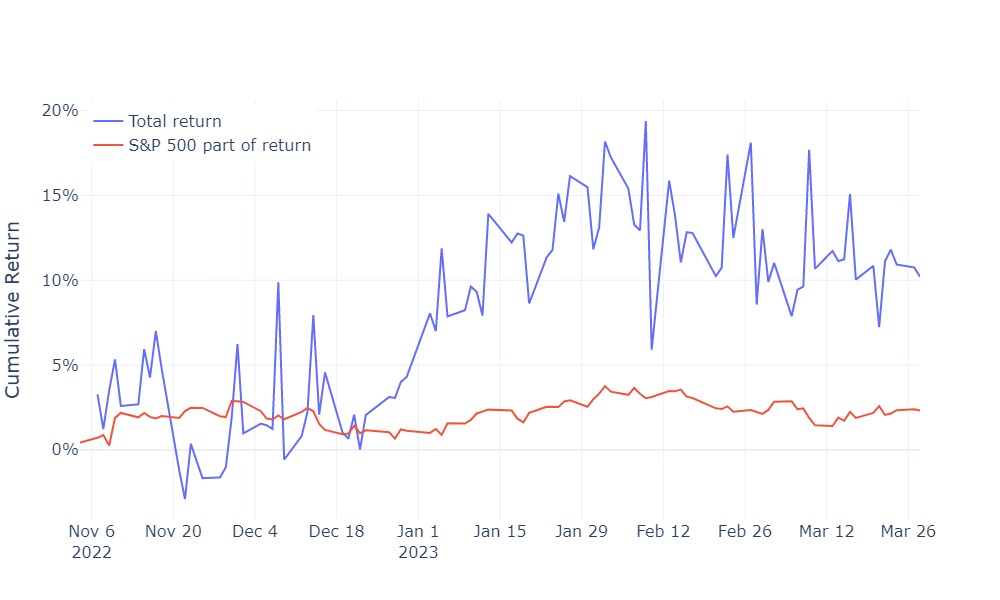 20%
Total return
S&P 500 part of return
15%
10%
5%
0%
Cumulative Return
Nov 6 Nov 20 Dec 4 Dec 18 Jan 1 Jan 15 Jan 29 Feb 12 Feb 26 Mar 12 Mar 26
2022 2023